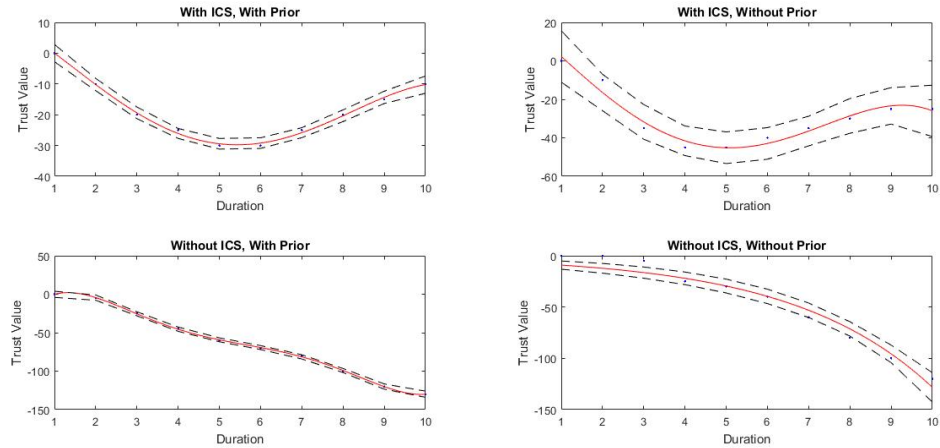 With ICS, With Prior
10
0
-10
-20
-30
-40
Trust Value
1 2 3 4 5 6 7 8 9 10
Duration
With ICS, Without Prior
20
0
-20
-40
-60
Trust Value
1 2 3 4 5 6 7 8 9 10
Duration
Without ICS, With Prior
50
0
-50
-100
-150
Trust Value
1 2 3 4 5 6 7 8 9 10
Duration
Without ICS, Without Prior
0
-50
-100
-150
Trust Value
1 2 3 4 5 6 7 8 9 10
Duration